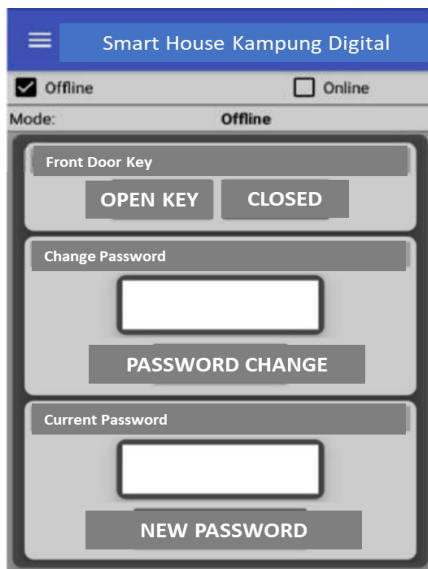 Smart House Kampung Digital
Offline Online
Mode: Offline
Front Door Key
OPEN KEY CLOSED
Change Password
PASSWORD CHANGE
Current Password
NEW PASSWORD